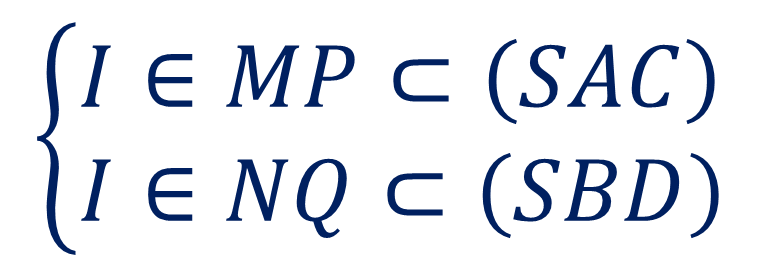 I ∈ MP ⊂ (SAC)
I ∈ NQ ⊂ (SBD)